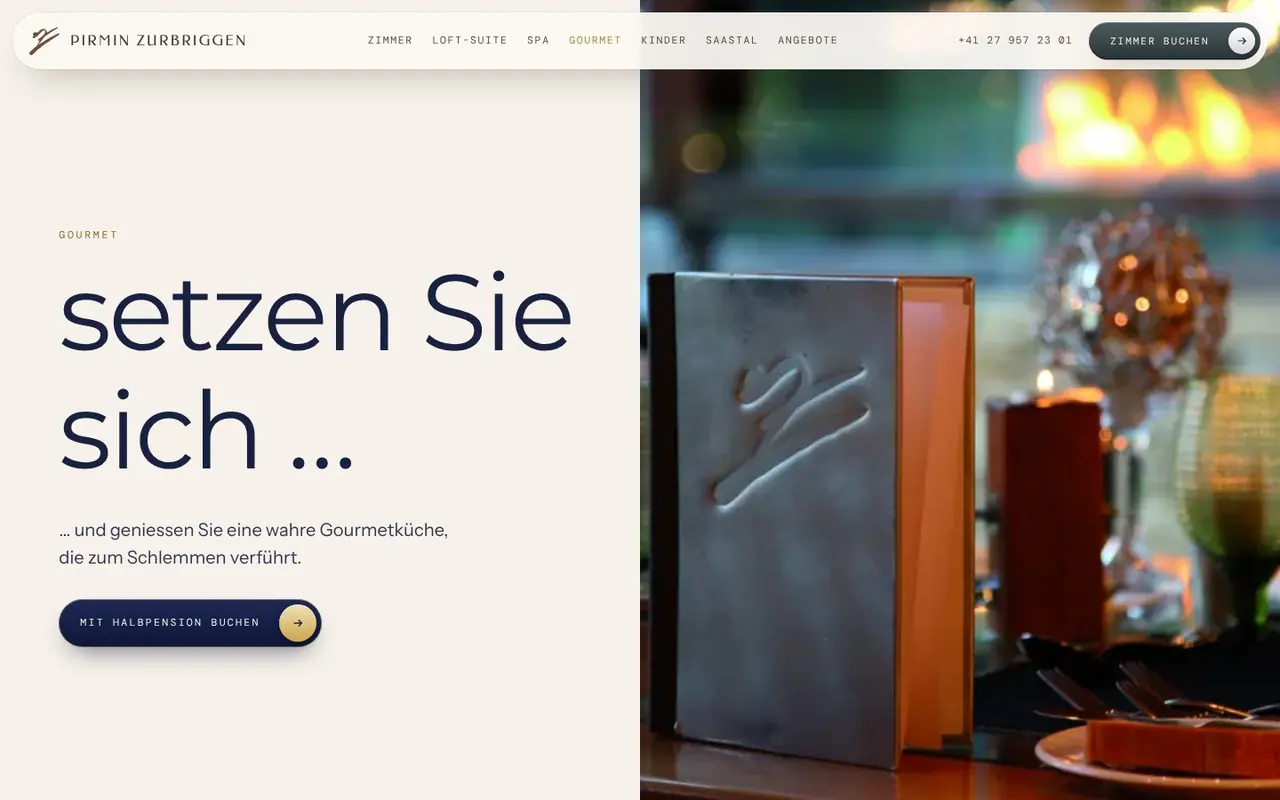 PIRMIN ZURBRIGGEN
ZIMMER LOFT-SUITE SPA GOURMET KINDER SAASTAL ANGEBOTE
+41 27 957 23 01
ZIMMER BUCHEN
GOURMET
setzen Sie
sich ...
... und geniessen Sie eine wahre Gourmetküche,
die zum Schlemmen verführt.
MIT HALBPENSION BUCHEN